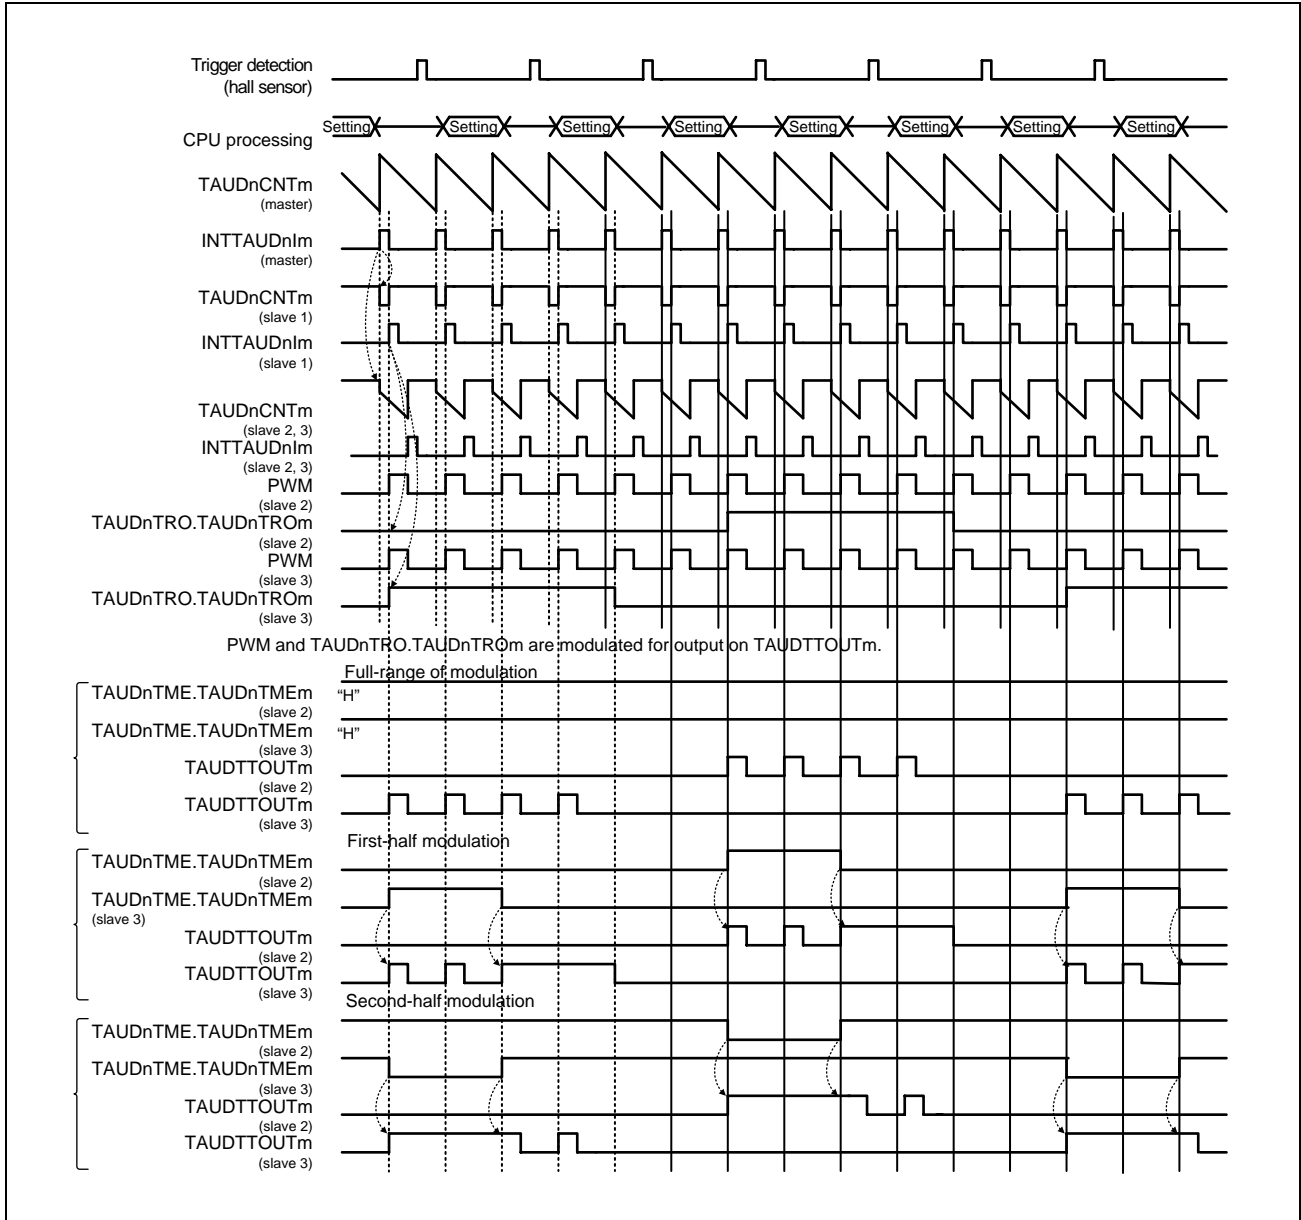 Trigger detection
(hall sensor)
CPU processing
Setting Setting Setting Setting Setting Setting Setting Setting
TAUDnCNTm
(master)
INTTAUDnIm
(master)
TAUDnCNTm
(slave 1)
INTTAUDnIm
(slave 1)
TAUDnCNTm
(slave 2, 3)
INTTAUDnIm
(slave 2, 3)
PWM
(slave 2)
TAUDnTRO.TAUDnTROm
(slave 2)
PWM
(slave 3)
TAUDnTRO.TAUDnTROm
(slave 3)
PWM and TAUDnTRO.TAUDnTROm are modulated for output on TAUDTTOUTm.
Full-range of modulation
TAUDnTME.TAUDnTMEm “H”
(slave 2)
TAUDnTME.TAUDnTMEm “H”
(slave 3)
TAUDTTOUTm
(slave 2)
TAUDTTOUTm
(slave 3)
First-half modulation
TAUDnTME.TAUDnTMEm
(slave 2)
TAUDnTME.TAUDnTMEm
(slave 3)
TAUDTTOUTm
(slave 2)
TAUDTTOUTm
(slave 3)
Second-half modulation
TAUDnTME.TAUDnTMEm
(slave 2)
TAUDnTME.TAUDnTMEm
(slave 3)
TAUDTTOUTm
(slave 2)
TAUDTTOUTm
(slave 3)